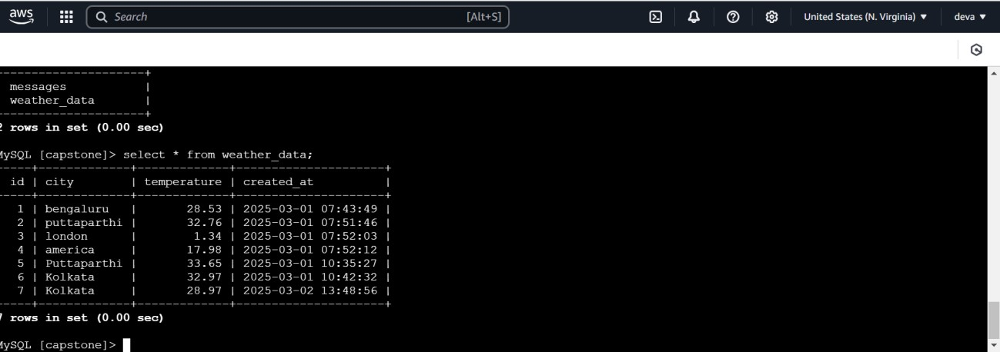 aws Search [Alt+S] United States (N. Virginia) ▼ deva ▼
---------------------+
messages |
weather_data |
---------------------+
2 rows in set (0.00 sec)
MySQL [capstone]> select * from weather_data;
-----+-------------+-------------+---------------------+
id | city | temperature | created_at |
-----+-------------+-------------+---------------------+
1 | bengaluru | 28.53 | 2025-03-01 07:43:49 |
2 | puttaparthi | 32.76 | 2025-03-01 07:51:46 |
3 | london | 1.34 | 2025-03-01 07:52:03 |
4 | america | 17.98 | 2025-03-01 07:52:12 |
5 | Puttaparthi | 33.65 | 2025-03-01 10:35:27 |
6 | Kolkata | 32.97 | 2025-03-01 10:42:32 |
7 | Kolkata | 28.97 | 2025-03-02 13:48:56 |
-----+-------------+-------------+---------------------+
7 rows in set (0.00 sec)
MySQL [capstone]>